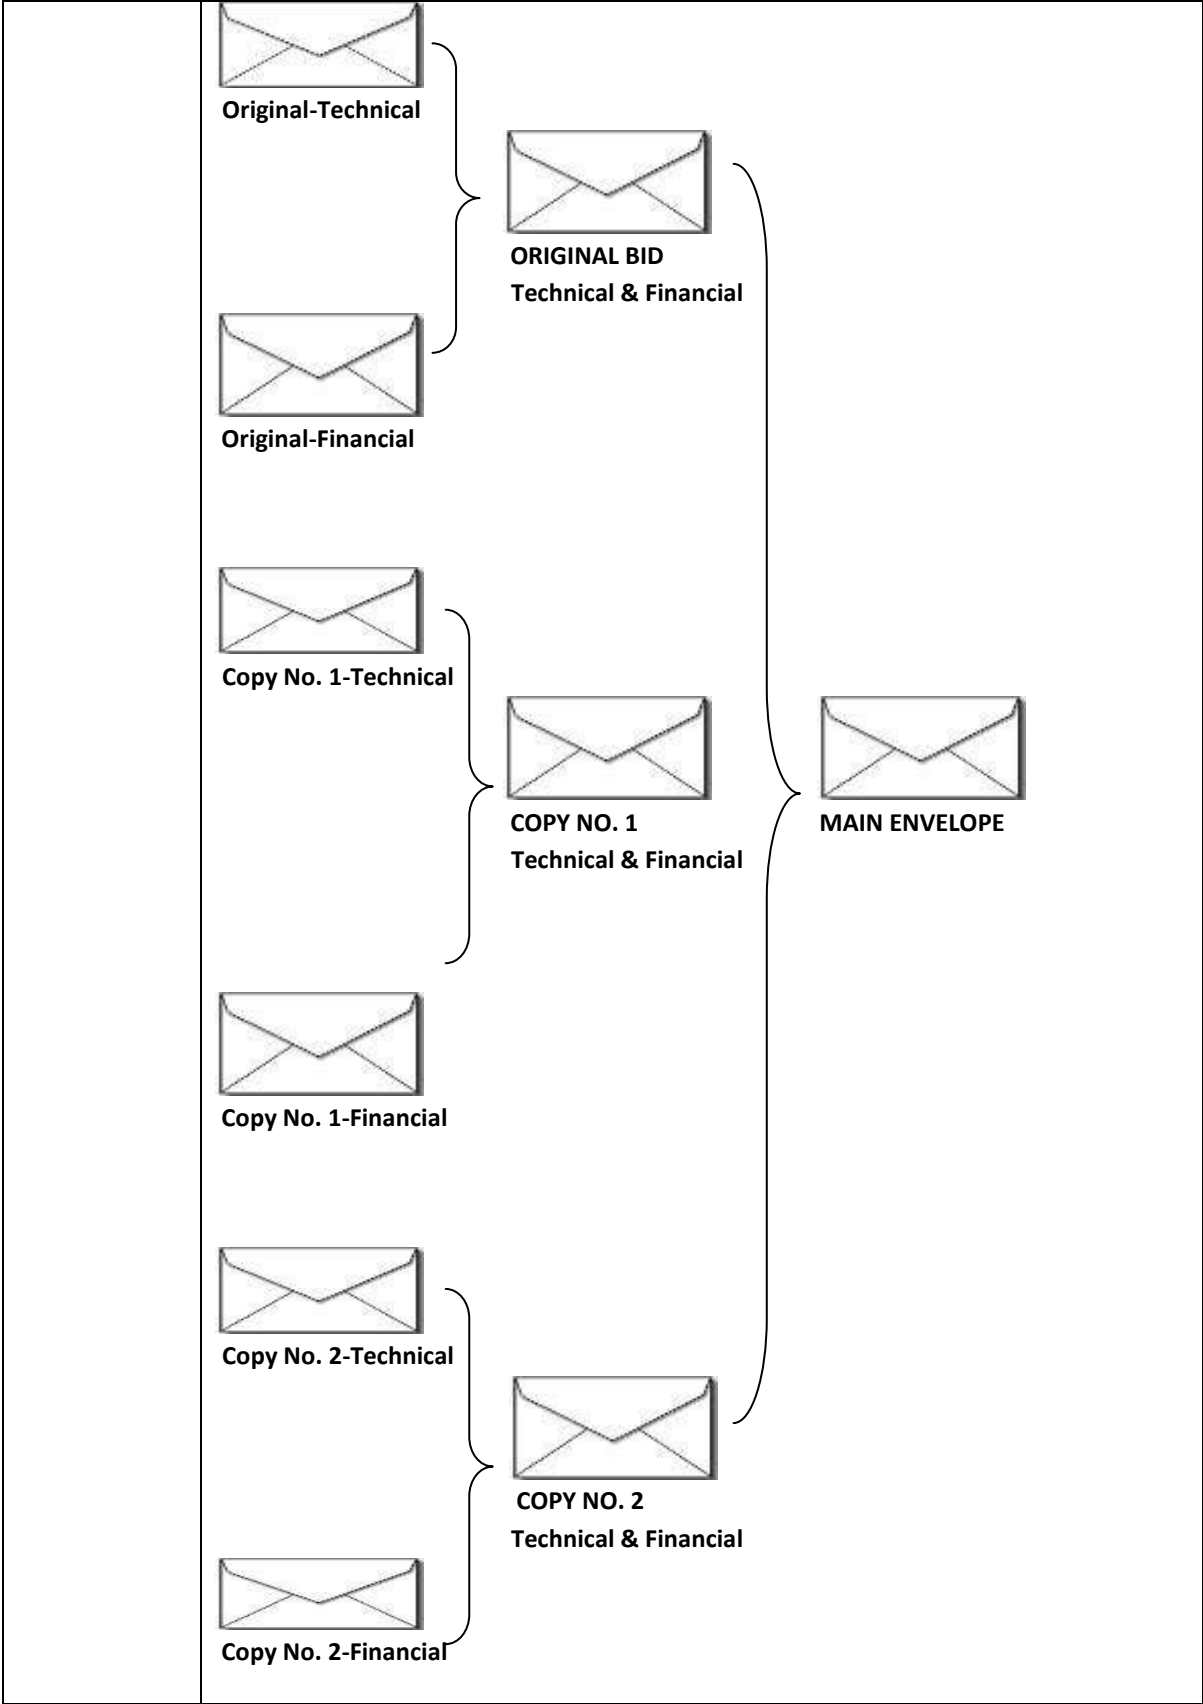 Original-Technical
ORIGINAL BID
Technical & Financial
Original-Financial
Copy No. 1-Technical
COPY NO. 1
Technical & Financial
MAIN ENVELOPE
Copy No. 1-Financial
Copy No. 2-Technical
COPY NO. 2
Technical & Financial
Copy No. 2-Financial